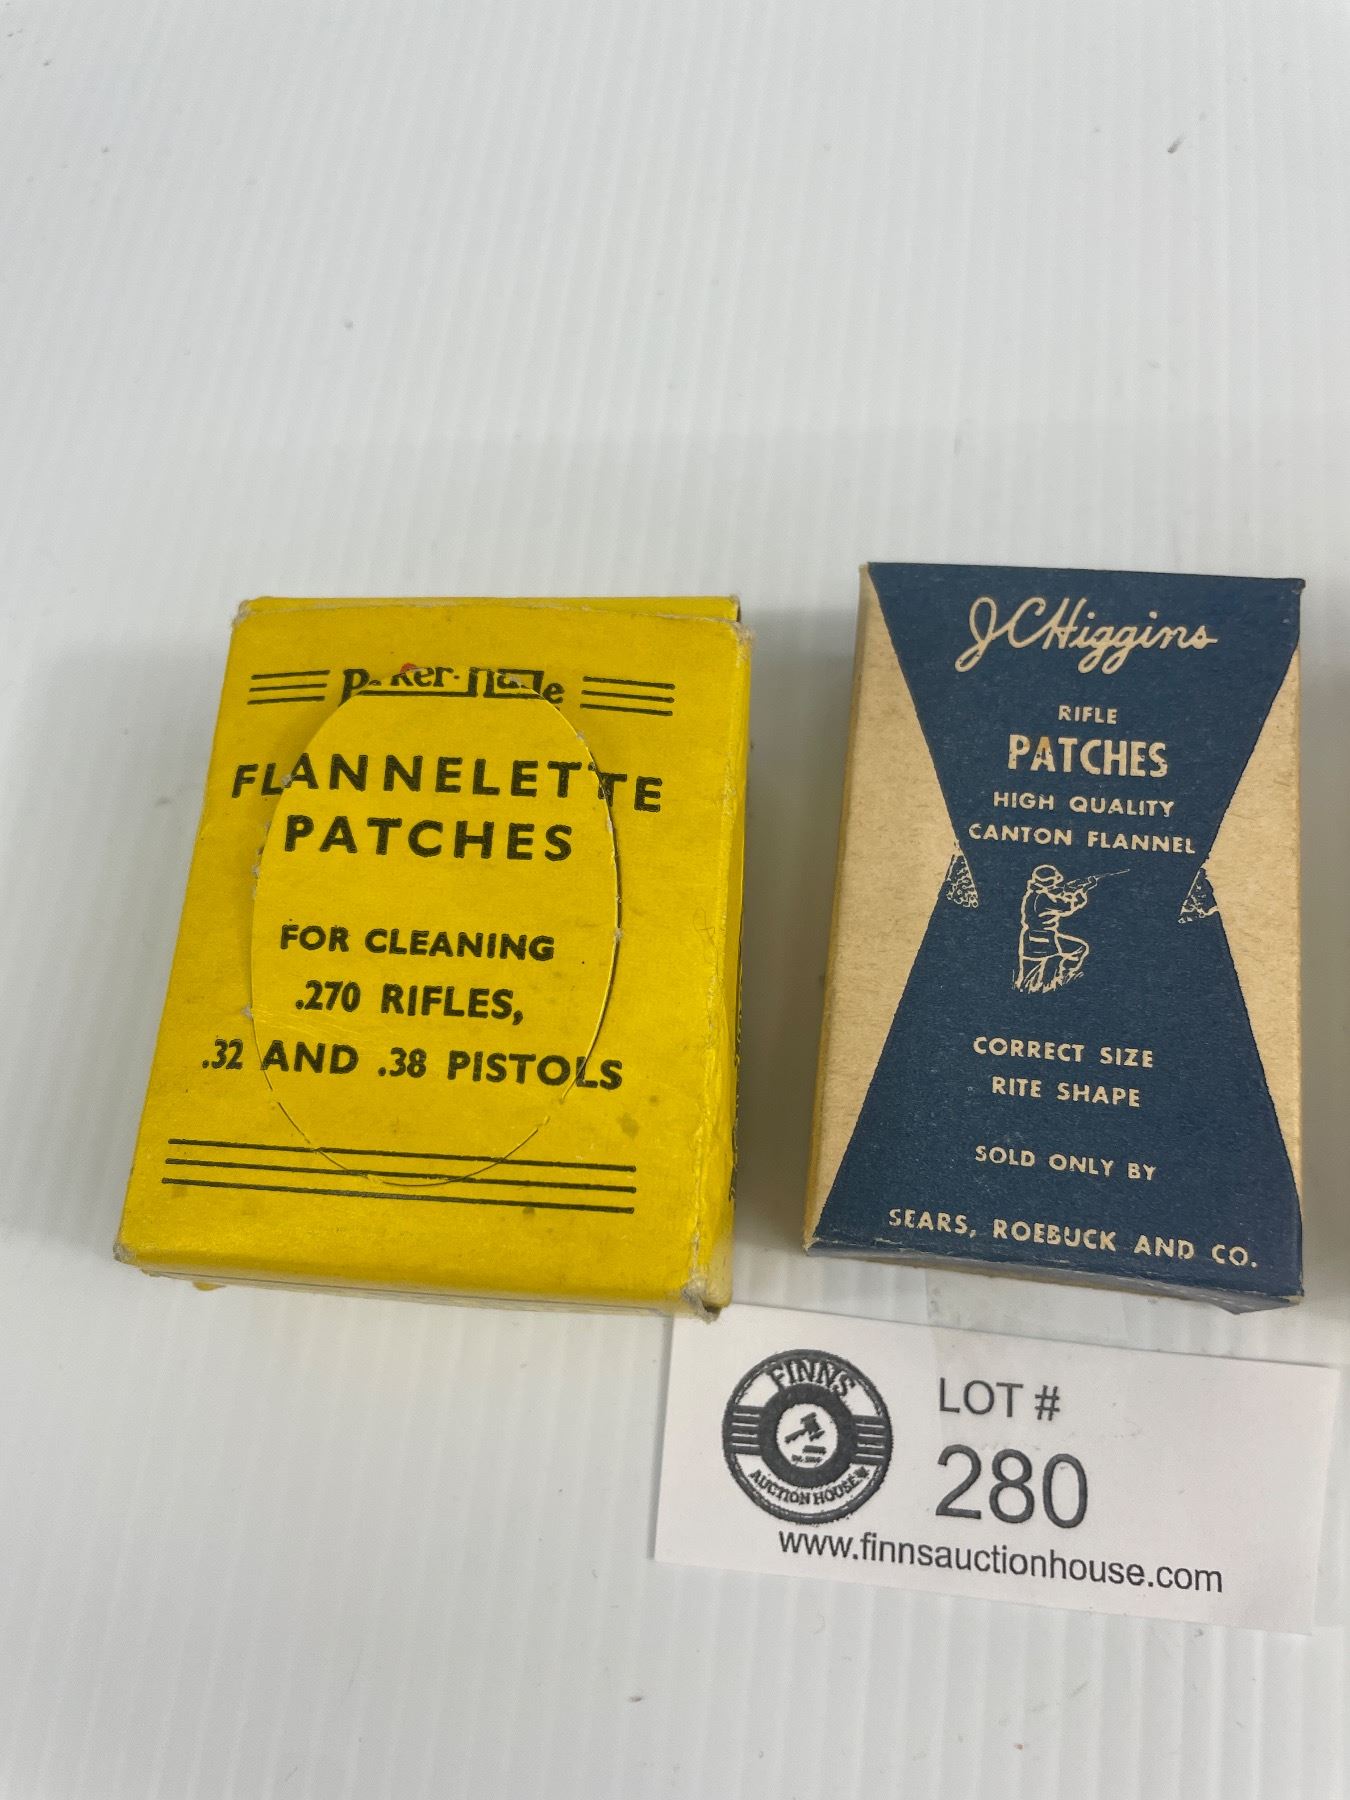 Parker-Hale
FLANNELETTE
PATCHES
FOR CLEANING
.270 RIFLES,
.32 AND .38 PISTOLS
JCHiggins
RIFLE
PATCHES
HIGH QUALITY
CANTON FLANNEL
CORRECT SIZE
RITE SHAPE
SOLD ONLY BY
SEARS, ROEBUCK AND CO.
FINNS
AUCTION HOUSE
LOT #
280
www.finnsauctionhouse.com